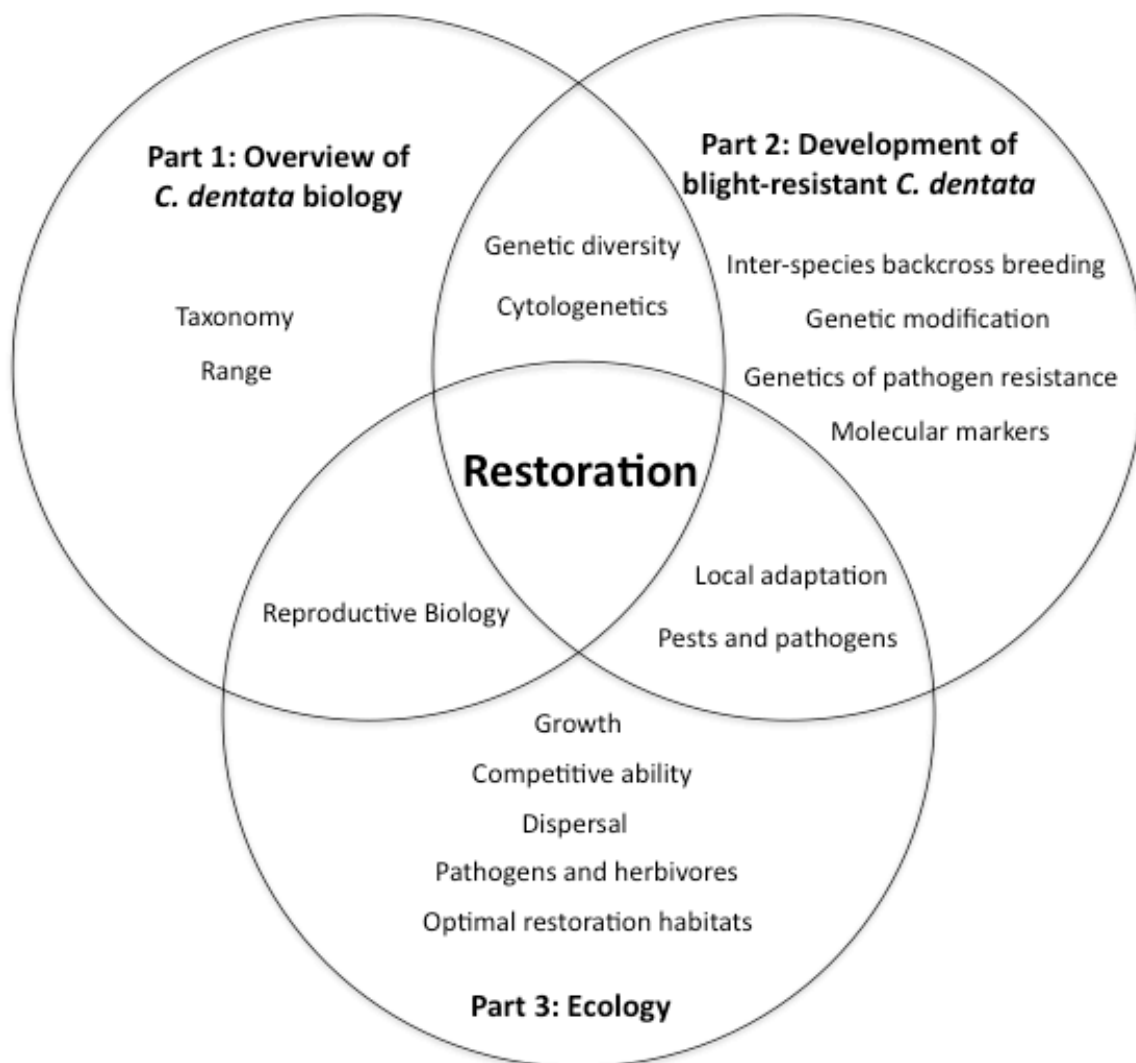 Part 1: Overview of
C. dentata biology
Taxonomy
Range
Genetic diversity
Cytologenetics
Part 2: Development of
blight-resistant C. dentata
Inter-species backcross breeding
Genetic modification
Genetics of pathogen resistance
Molecular markers
Restoration
Reproductive Biology
Local adaptation
Pests and pathogens
Growth
Competitive ability
Dispersal
Pathogens and herbivores
Optimal restoration habitats
Part 3: Ecology